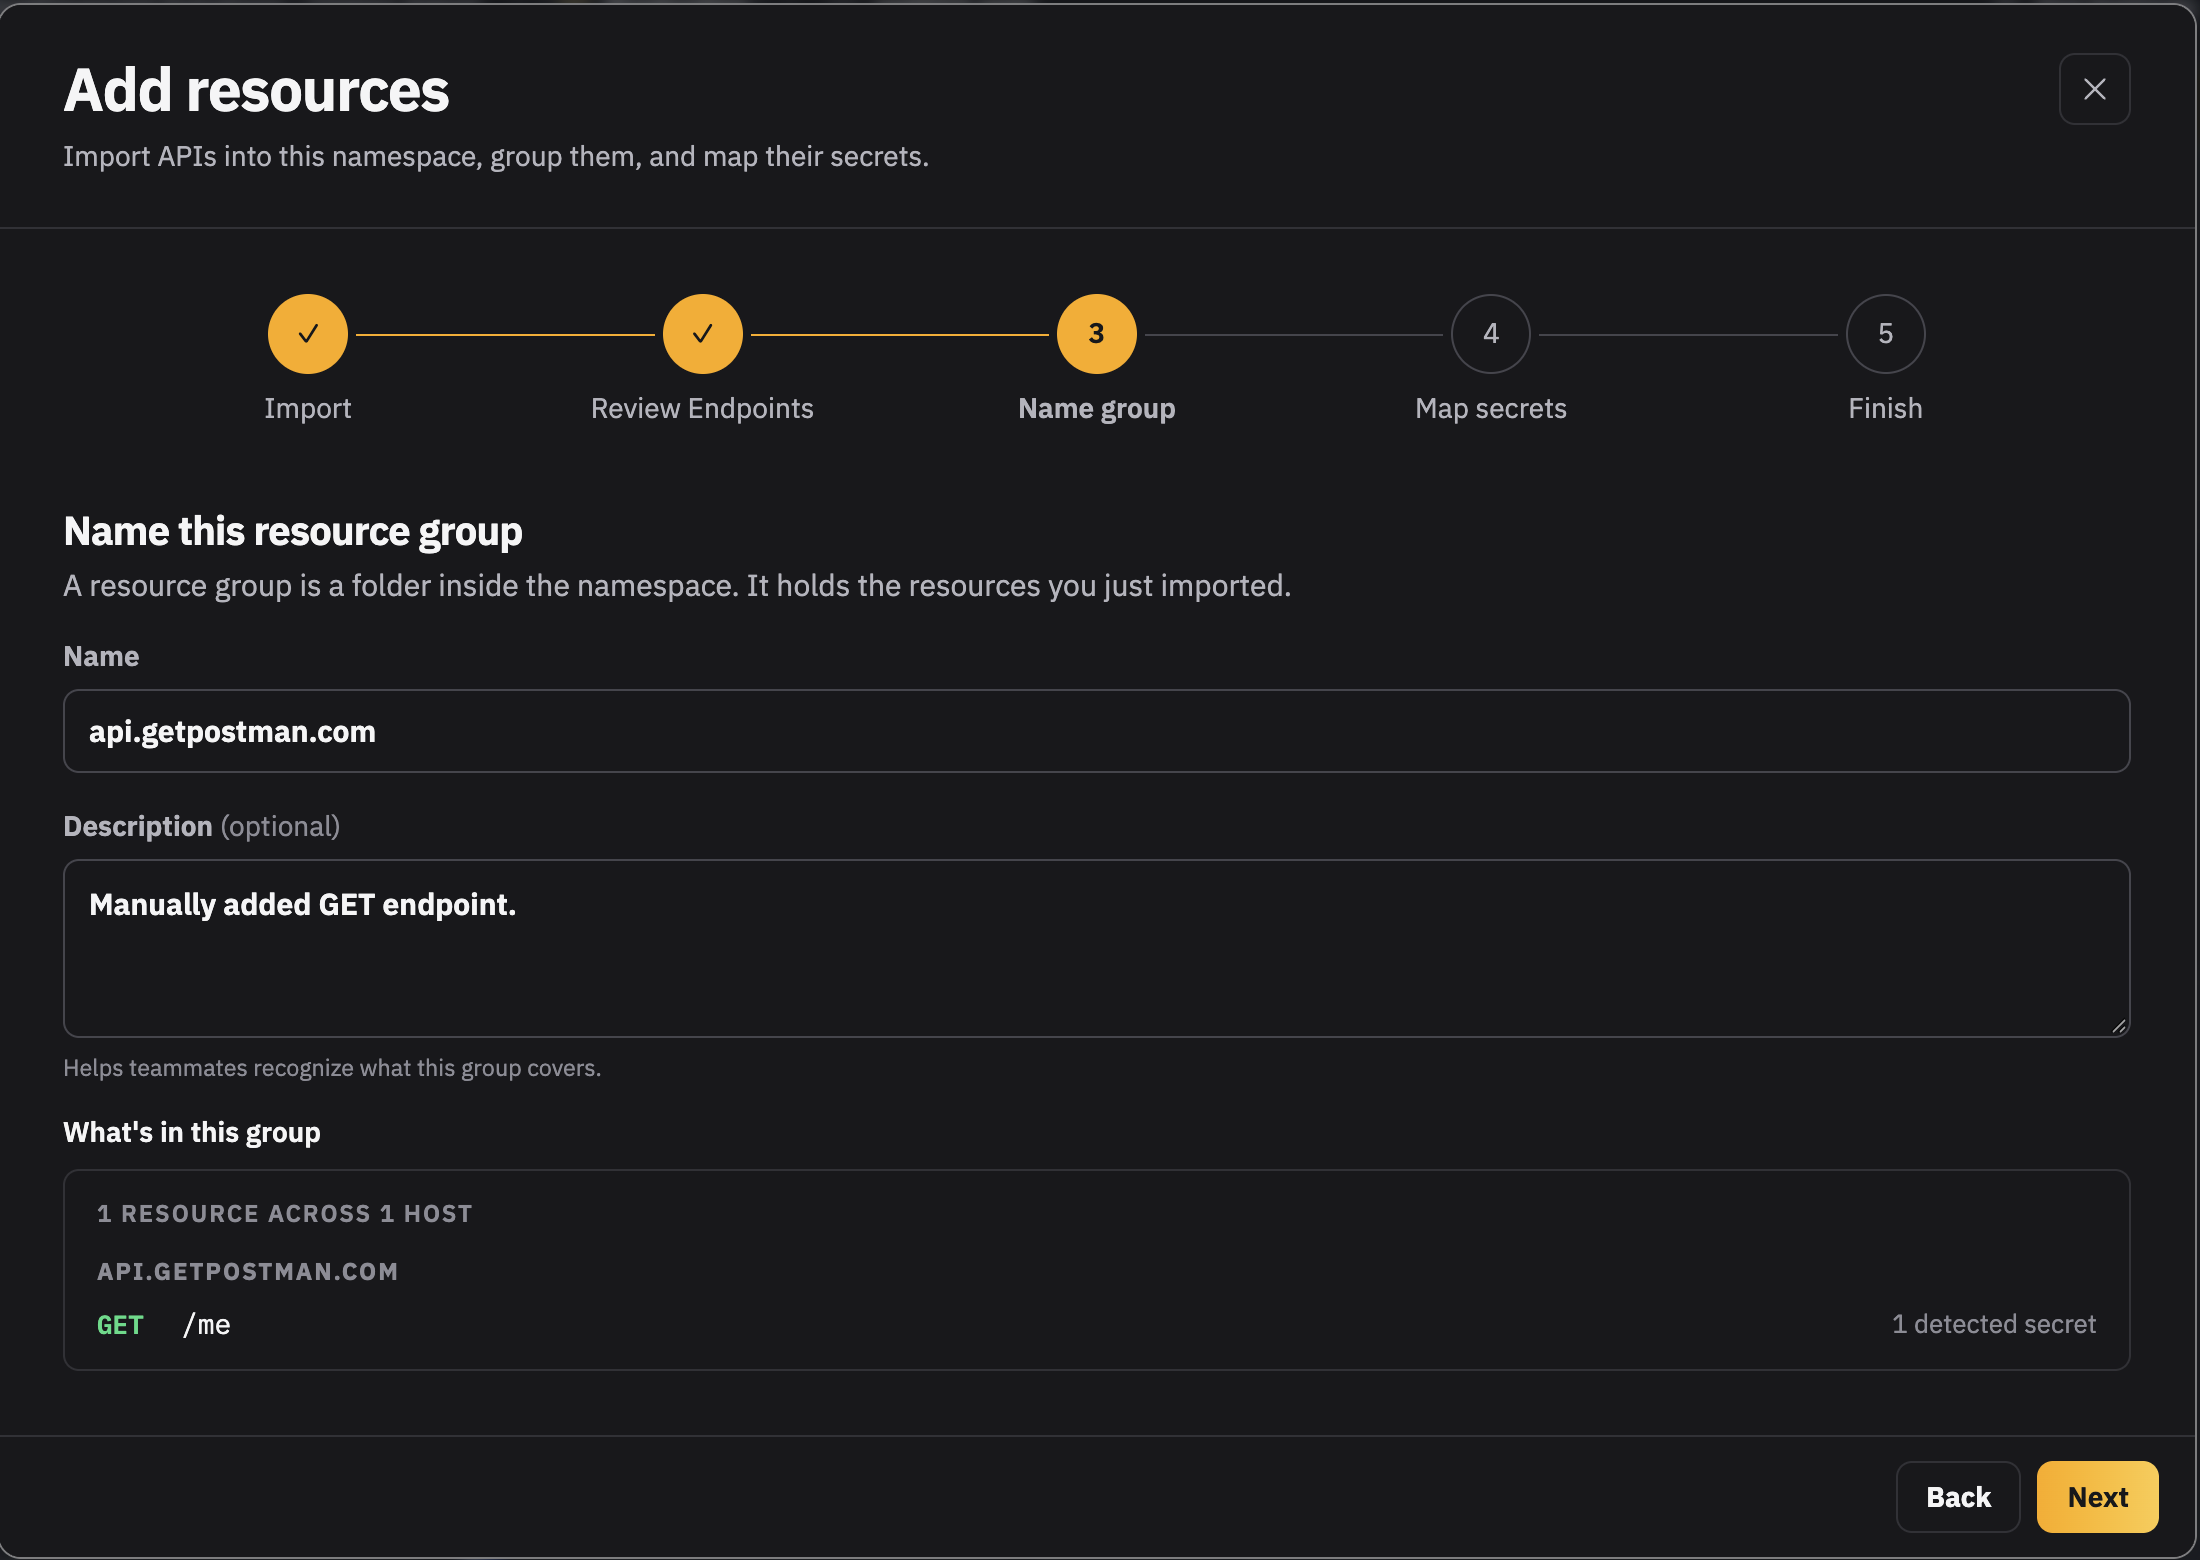 Add resources
Import APIs into this namespace, group them, and map their secrets.
3
4
5
Import
Review Endpoints
Name group
Map secrets
Finish
Name this resource group
A resource group is a folder inside the namespace. It holds the resources you just imported.
Name
api.getpostman.com
Description (optional)
Manually added GET endpoint.
Helps teammates recognize what this group covers.
What's in this group
1 RESOURCE ACROSS 1 HOST
API.GETPOSTMAN.COM
GET /me 1 detected secret
Back Next